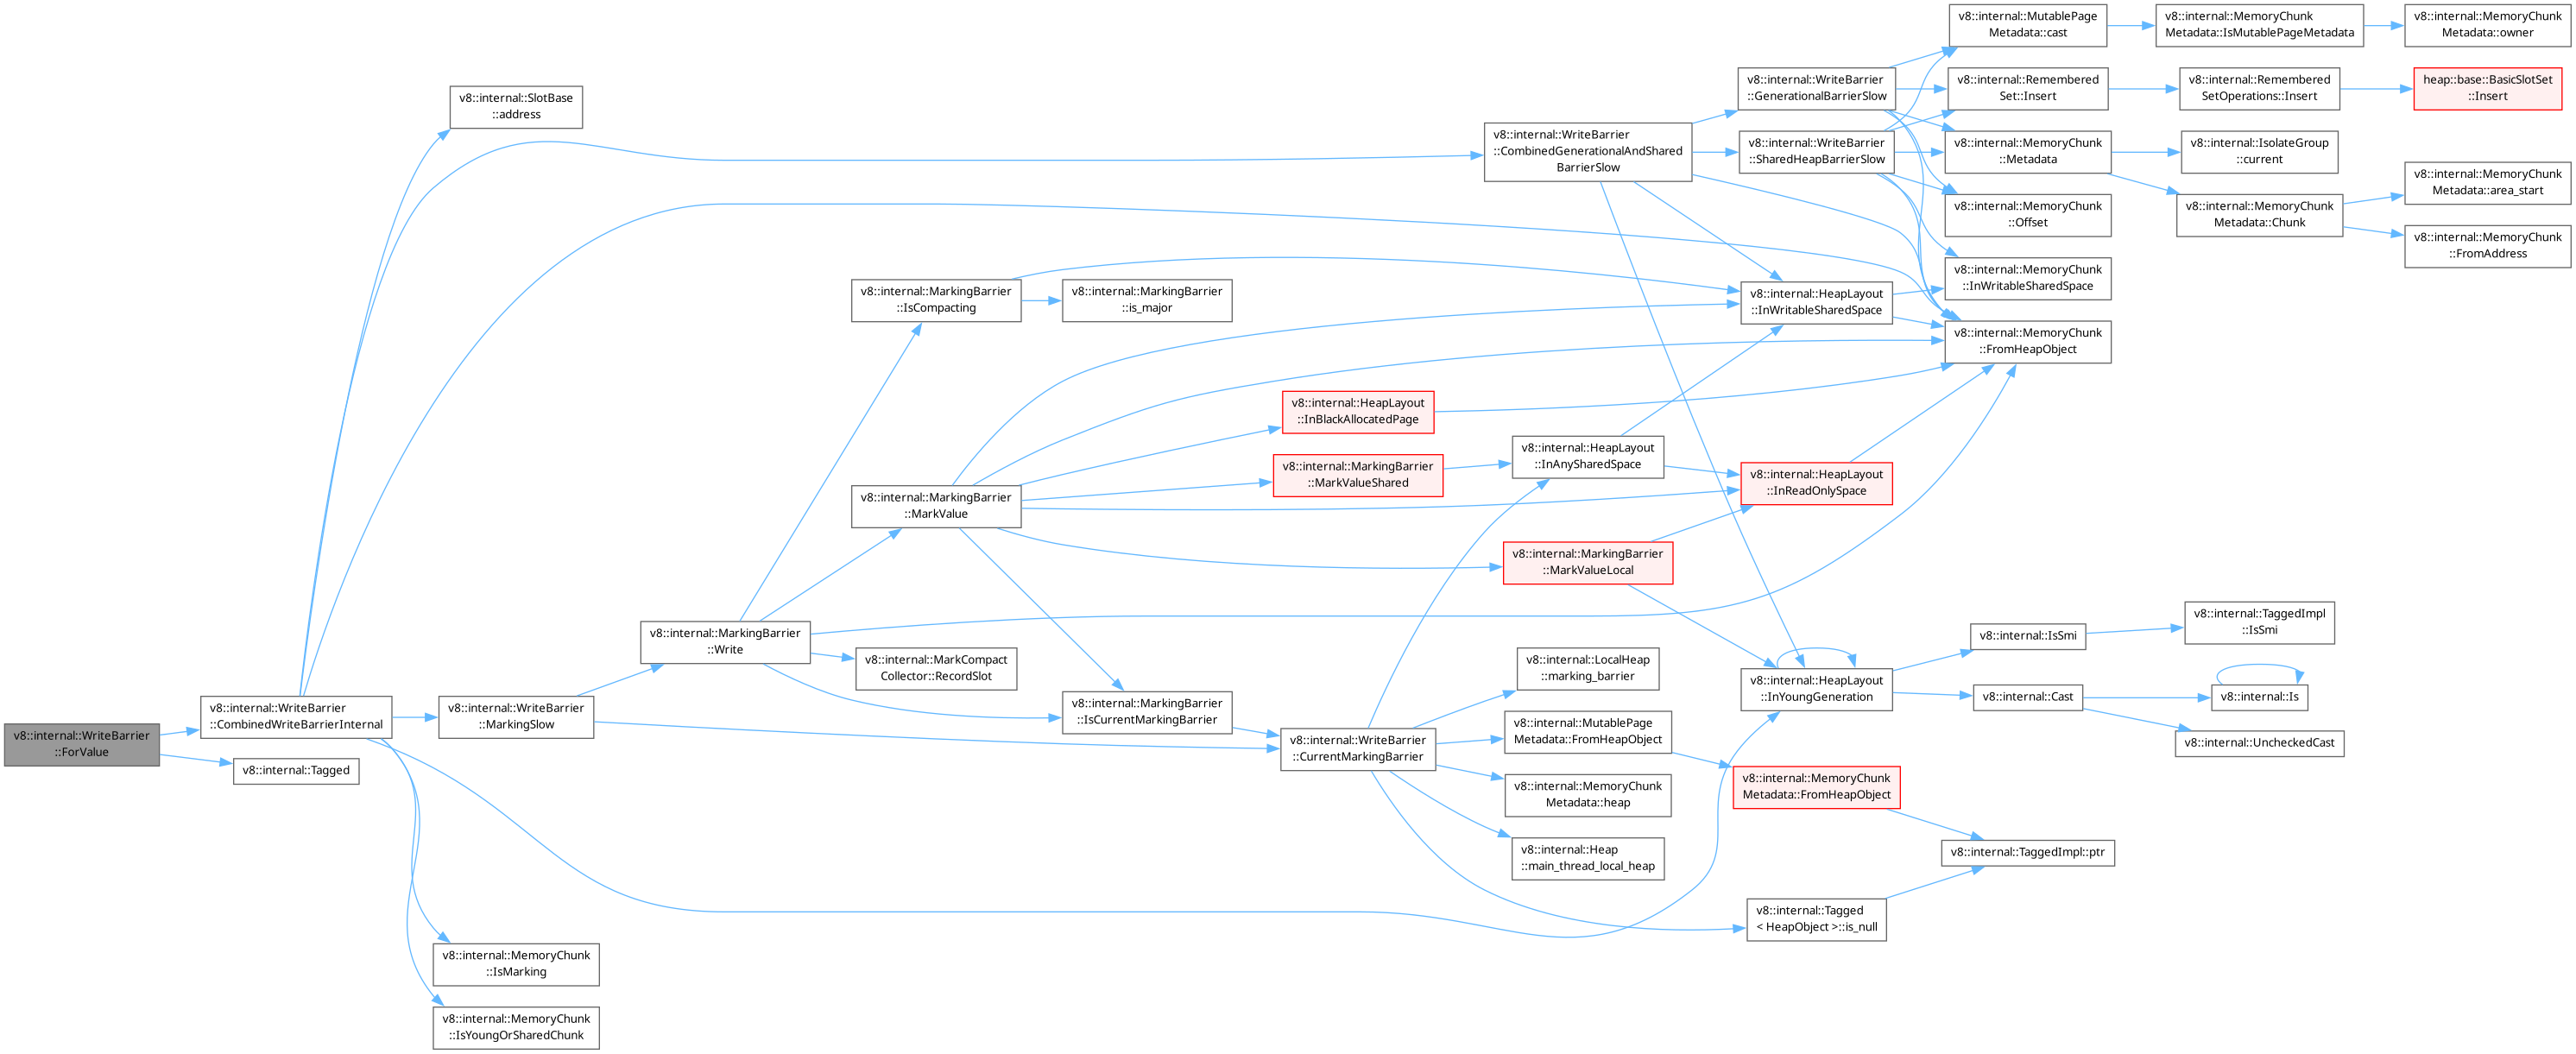 v8::internal::WriteBarrier
::ForValue
v8::internal::WriteBarrier
::CombinedWriteBarrierInternal
v8::internal::Tagged
v8::internal::SlotBase
::address
v8::internal::WriteBarrier
::MarkingSlow
v8::internal::MemoryChunk
::IsMarking
v8::internal::MemoryChunk
::IsYoungOrSharedChunk
v8::internal::MarkingBarrier
::Write
v8::internal::MarkingBarrier
::IsCompacting
v8::internal::MarkingBarrier
::MarkValue
v8::internal::MarkCompact
Collector::RecordSlot
v8::internal::MarkingBarrier
::is_major
v8::internal::MarkingBarrier
::IsCurrentMarkingBarrier
v8::internal::HeapLayout
::InBlackAllocatedPage
v8::internal::MarkingBarrier
::MarkValueShared
v8::internal::WriteBarrier
::CurrentMarkingBarrier
v8::internal::WriteBarrier
::CombinedGenerationalAndShared
BarrierSlow
v8::internal::HeapLayout
::InAnySharedSpace
v8::internal::MarkingBarrier
::MarkValueLocal
v8::internal::LocalHeap
::marking_barrier
v8::internal::MutablePage
Metadata::FromHeapObject
v8::internal::MemoryChunk
Metadata::heap
v8::internal::Heap
::main_thread_local_heap
v8::internal::WriteBarrier
::GenerationalBarrierSlow
v8::internal::WriteBarrier
::SharedHeapBarrierSlow
v8::internal::HeapLayout
::InWritableSharedSpace
v8::internal::HeapLayout
::InReadOnlySpace
v8::internal::HeapLayout
::InYoungGeneration
v8::internal::MemoryChunk
Metadata::FromHeapObject
v8::internal::Tagged
< HeapObject >::is_null
v8::internal::MutablePage
Metadata::cast
v8::internal::Remembered
Set::Insert
v8::internal::MemoryChunk
::Metadata
v8::internal::MemoryChunk
::Offset
v8::internal::MemoryChunk
::InWritableSharedSpace
v8::internal::MemoryChunk
::FromHeapObject
v8::internal::IsSmi
v8::internal::Cast
v8::internal::TaggedImpl::ptr
v8::internal::MemoryChunk
Metadata::IsMutablePageMetadata
v8::internal::Remembered
SetOperations::Insert
v8::internal::IsolateGroup
::current
v8::internal::MemoryChunk
Metadata::Chunk
v8::internal::TaggedImpl
::IsSmi
v8::internal::Is
v8::internal::UncheckedCast
v8::internal::MemoryChunk
Metadata::owner
heap::base::BasicSlotSet
::Insert
v8::internal::MemoryChunk
Metadata::area_start
v8::internal::MemoryChunk
::FromAddress